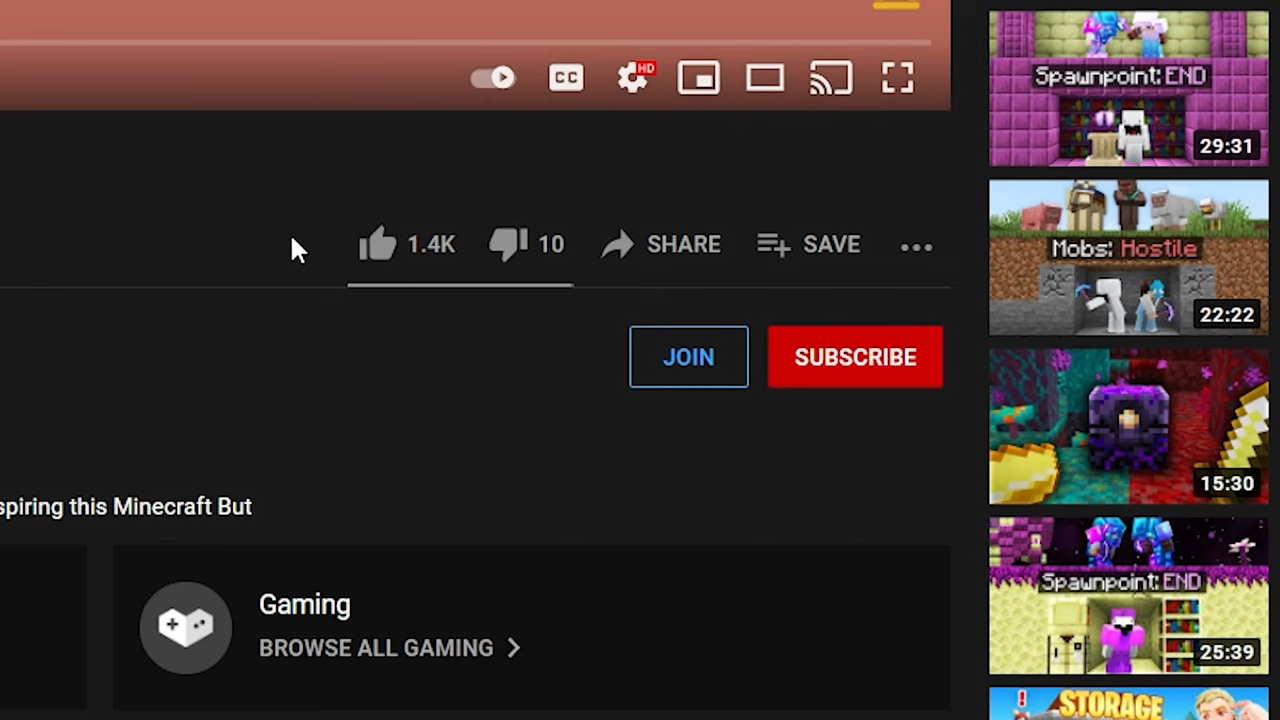 CC
HD
1.4K
10
SHARE
SAVE
JOIN
SUBSCRIBE
spiring this Minecraft But
Gaming
BROWSE ALL GAMING
Spawnpoint: END
29:31
Mobs: Hostile
22:22
15:30
Spawnpoint: END
25:39
! STORAGE